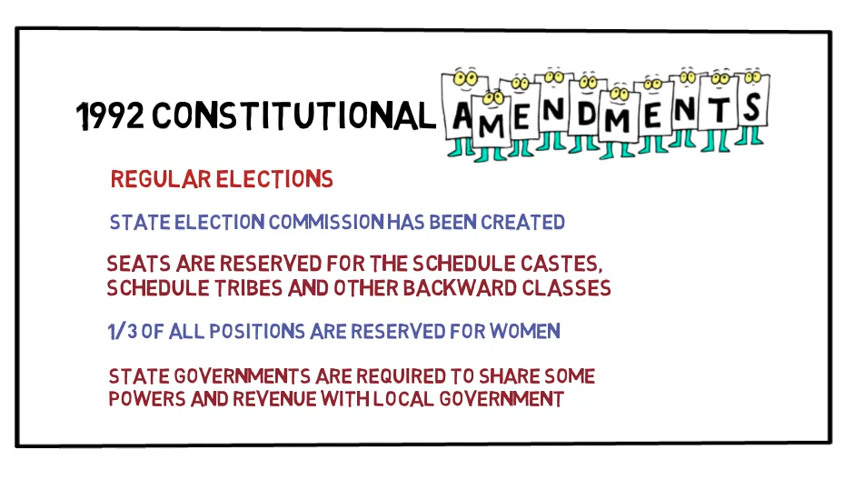 1992 CONSTITUTIONAL AMENDMENTS
REGULAR ELECTIONS
STATE ELECTION COMMISSION HAS BEEN CREATED
SEATS ARE RESERVED FOR THE SCHEDULE CASTES,
SCHEDULE TRIBES AND OTHER BACKWARD CLASSES
1/3 OF ALL POSITIONS ARE RESERVED FOR WOMEN
STATE GOVERNMENTS ARE REQUIRED TO SHARE SOME
POWERS AND REVENUE WITH LOCAL GOVERNMENT